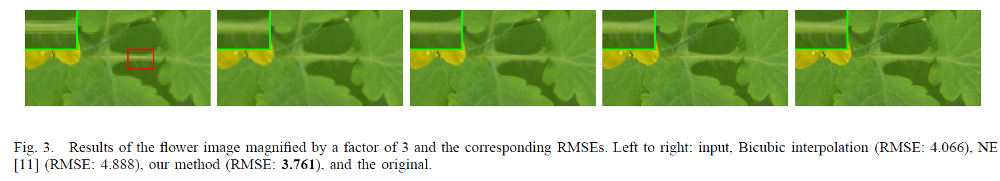 Fig. 3. Results of the flower image magnified by a factor of 3 and the corresponding RMSEs. Left to right: input, Bicubic interpolation (RMSE: 4.066), NE
[11] (RMSE: 4.888), our method (RMSE: 3.761), and the original.